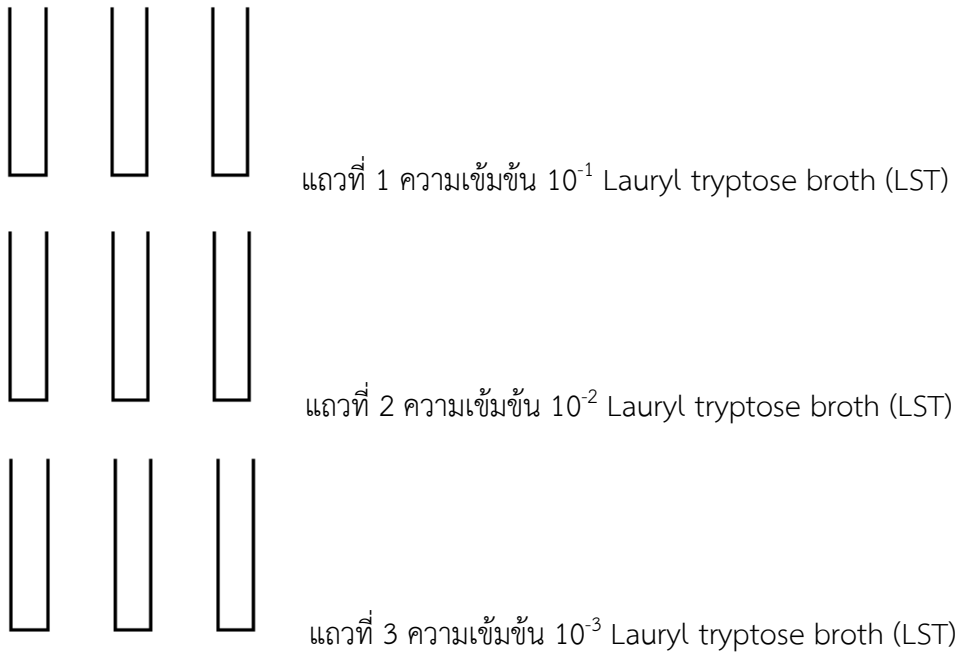 แถวที่ 1 ความเข้มข้น 10⁻¹ Lauryl tryptose broth (LST)
แถวที่ 2 ความเข้มข้น 10⁻² Lauryl tryptose broth (LST)
แถวที่ 3 ความเข้มข้น 10⁻³ Lauryl tryptose broth (LST)